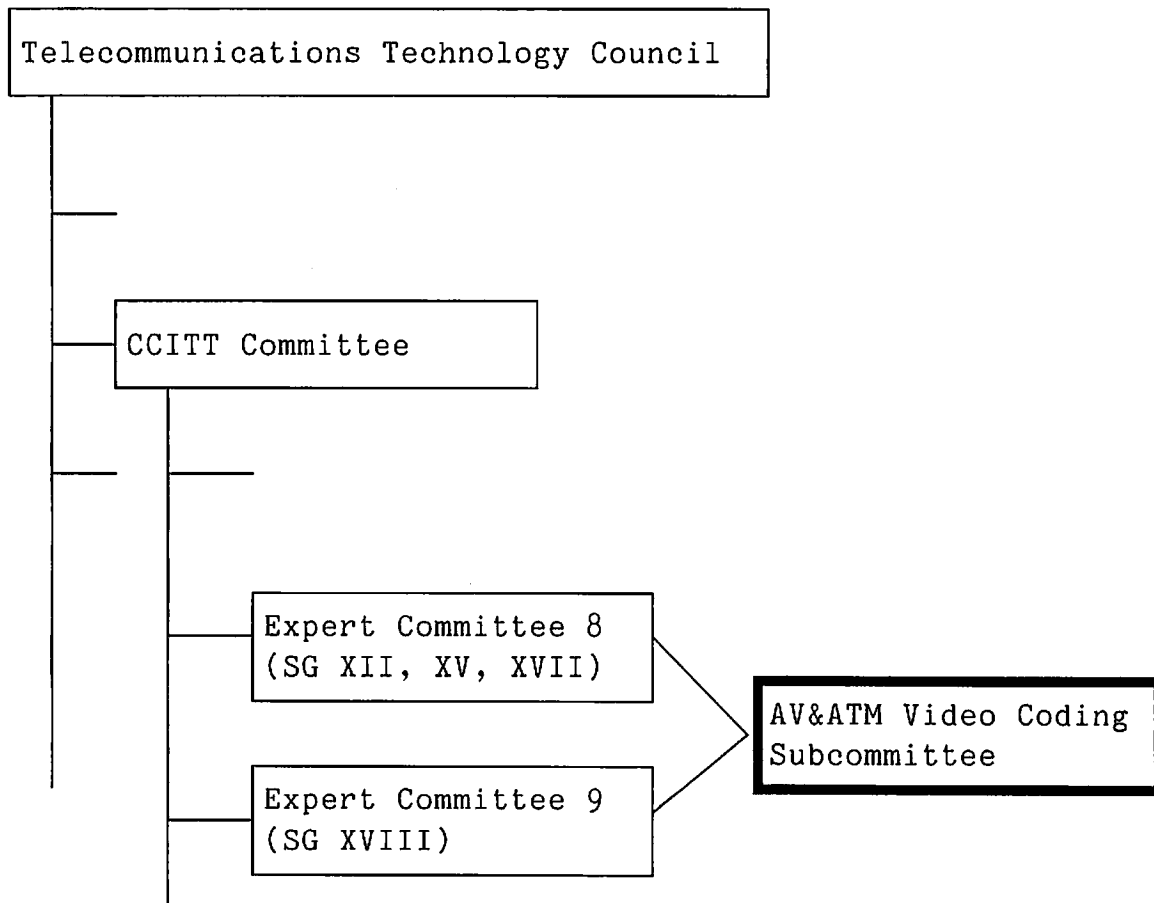 Telecommunications Technology Council
CCITT Committee
Expert Committee 8
(SG XII, XV, XVII)
AV&ATM Video Coding
Subcommittee
Expert Committee 9
(SG XVIII)